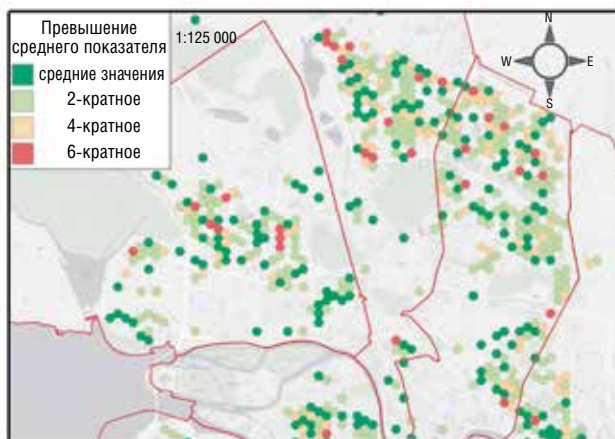 Превышение
среднего показателя
средние значения
2-кратное
4-кратное
6-кратное
1:125 000
N
W
E
S